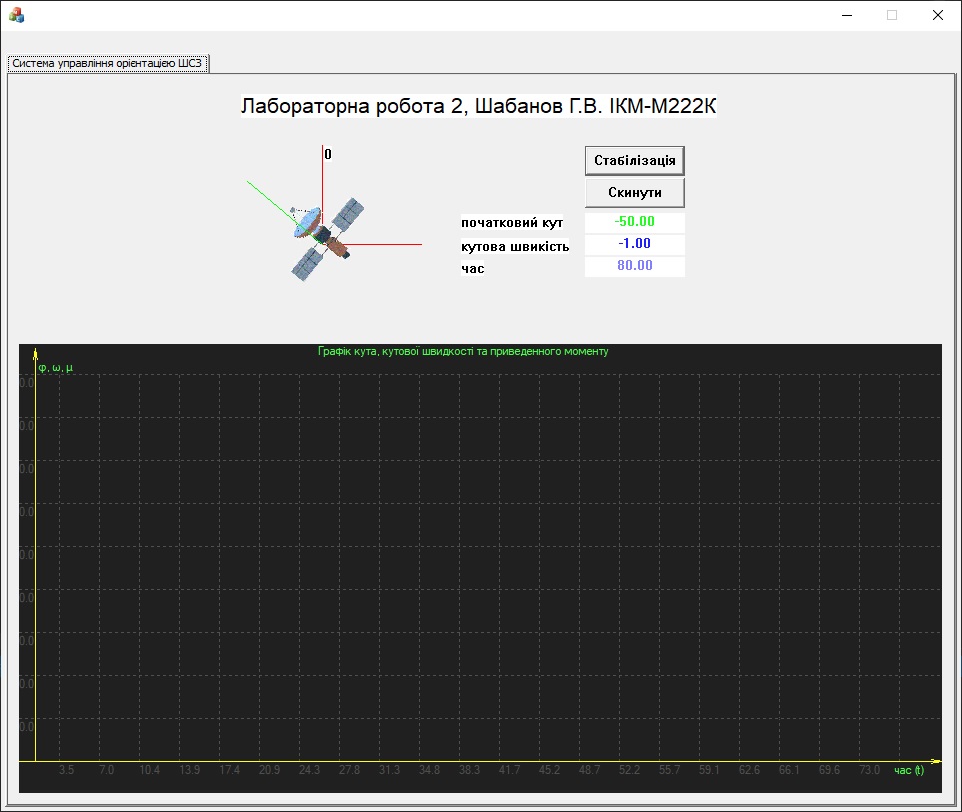 Система управління орієнтацією ШСЗ
Лабораторна робота 2, Шабанов Г.В. ІКМ-М222К
0
Стабілізація
Скинути
початковий кут -50.00
кутова швикість -1.00
час 80.00
Графік кута, кутової швидкості та приведенного моменту
φ, ω, μ
0.0
0.0
0.0
0.0
0.0
0.0
0.0
0.0
0.0
3.5 7.0 10.4 13.9 17.4 20.9 24.3 27.8 31.3 34.8 38.3 41.7 45.2 48.7 52.2 55.7 59.1 62.6 66.1 69.6 73.0 час (t)